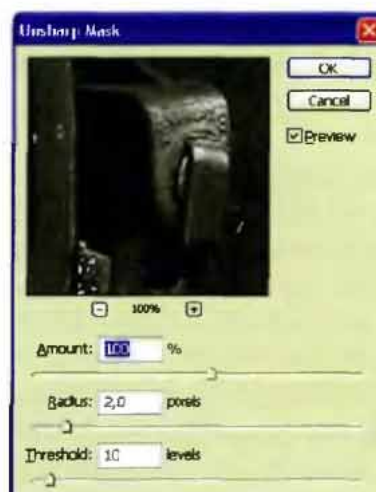 Unsharp Mask
OK
Cancel
Preview
100%
Amount: 100 %
Radius: 2,0 pixels
Threshold: 10 levels